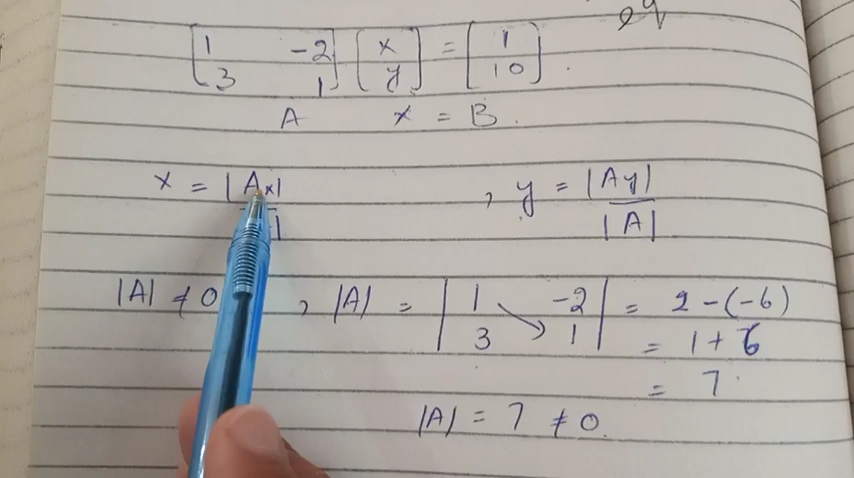 eq
[1 -2] [x] = [1]
[3 1] [y] [10] .
A x = B .
x = |Ax| , y = |Ay|
| |A|
|A| ≠ 0 , |A| = |1 -2| = 2 - (-6)
|3 1| = 1 + 6
= 7
|A| = 7 ≠ 0.